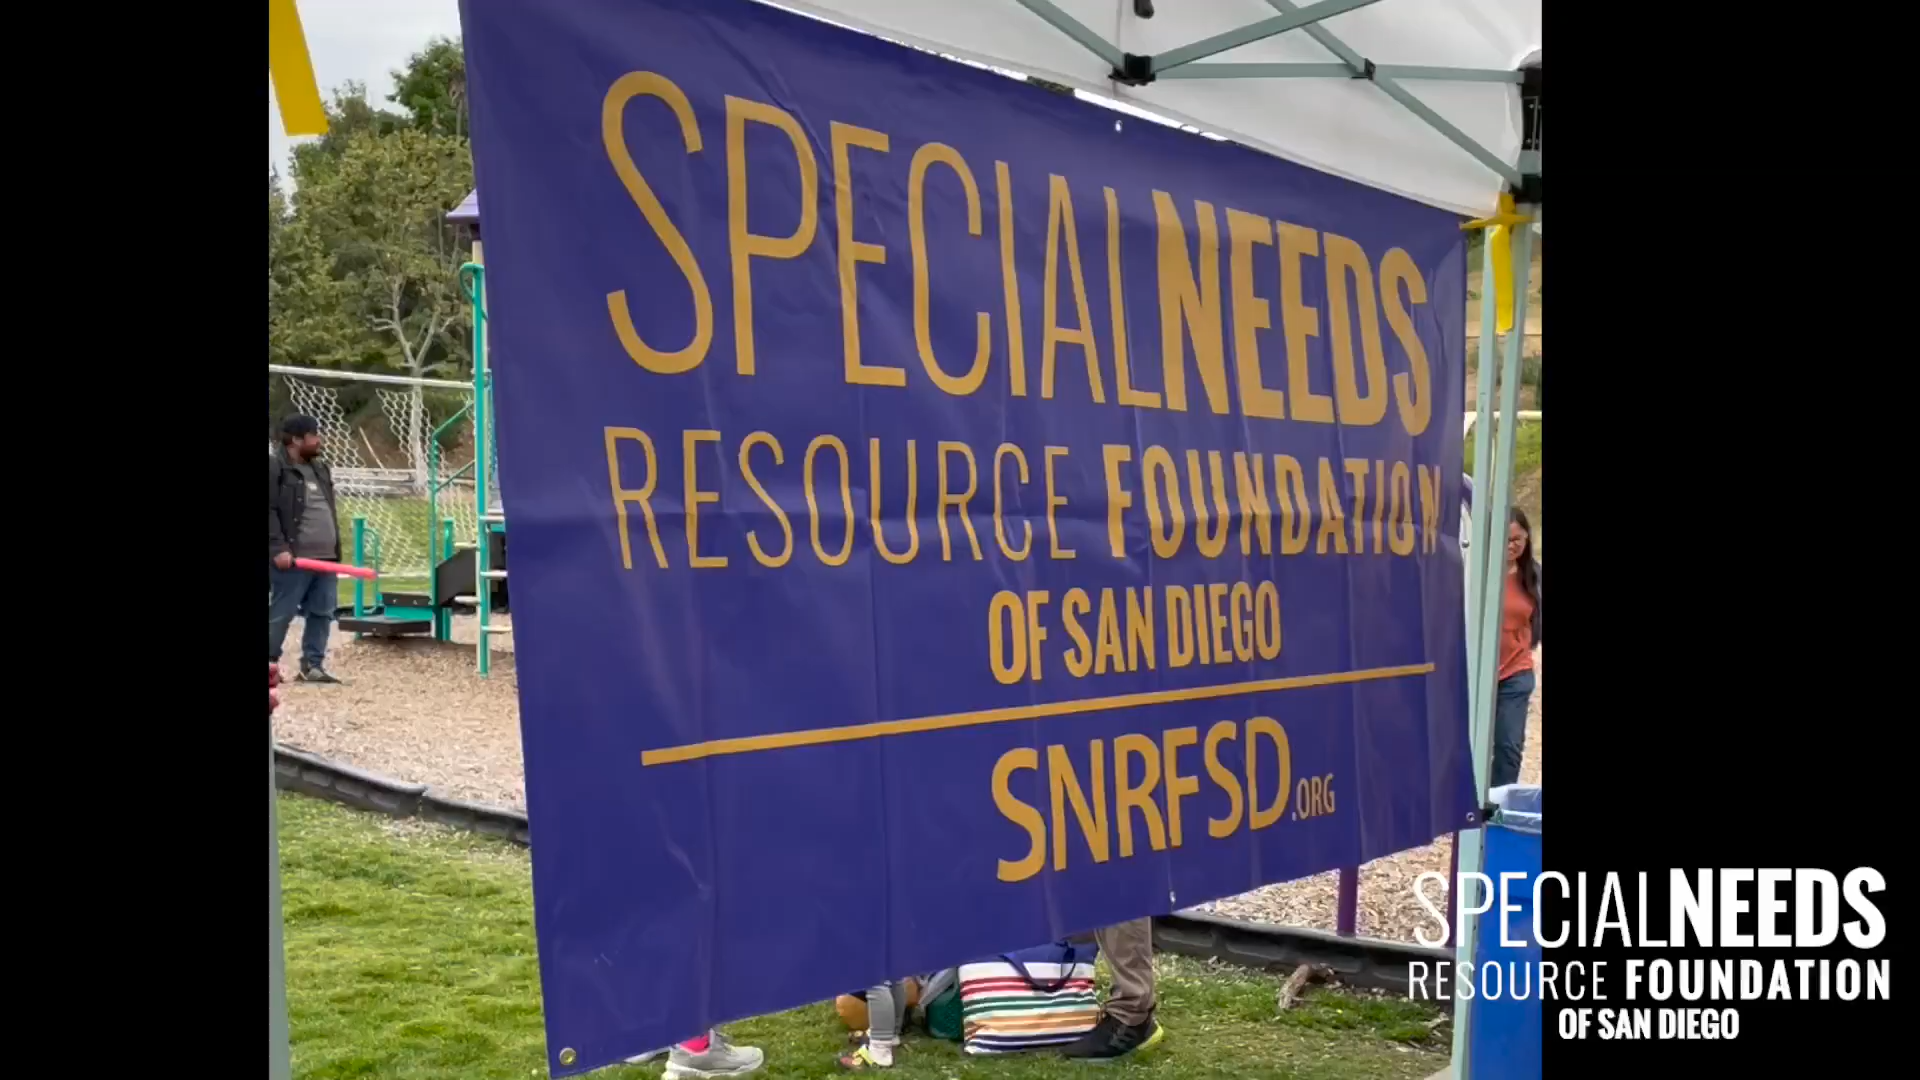 SPECIALNEEDS
RESOURCE FOUNDATION
OF SAN DIEGO
SNRFSD.ORG
SPECIALNEEDS
RESOURCE FOUNDATION
OF SAN DIEGO